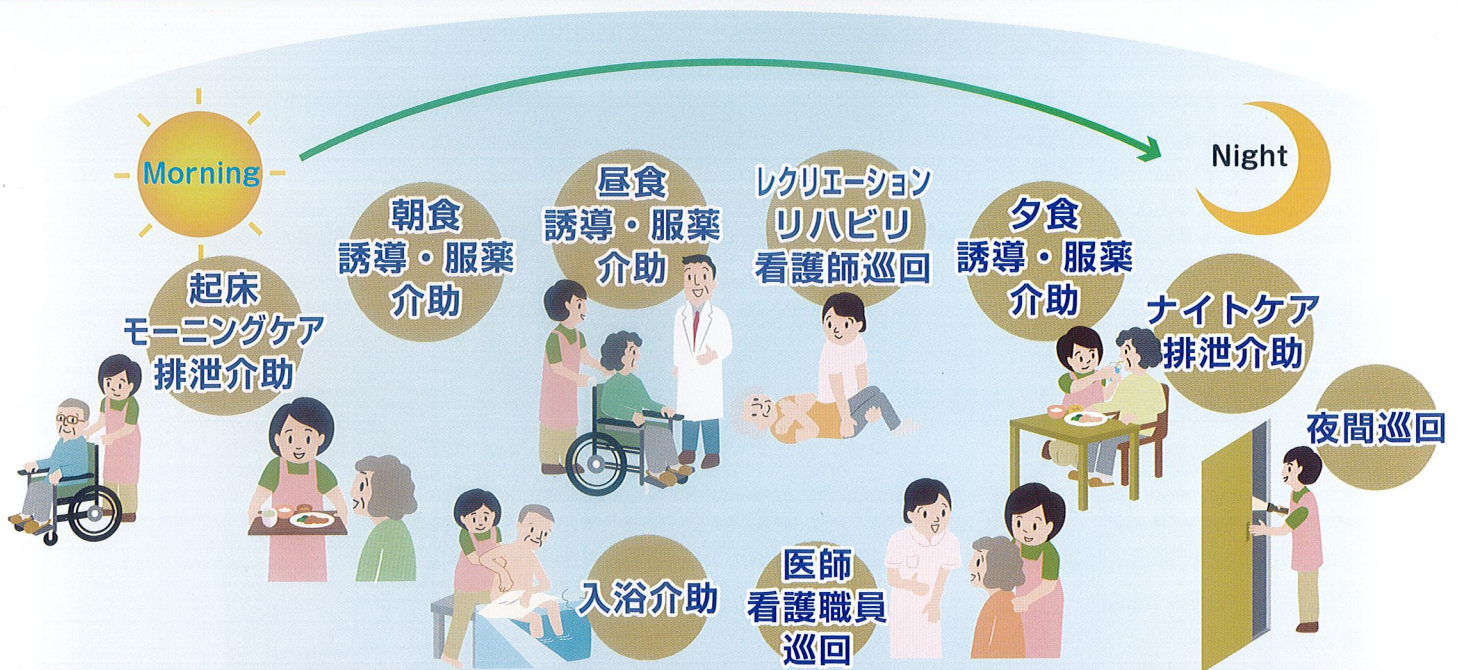 Morning
Night
起床
モーニングケア
排泄介助
朝食
誘導・服薬
介助
昼食
誘導・服薬
介助
レクリエーション
リハビリ
看護師巡回
夕食
誘導・服薬
介助
ナイトケア
排泄介助
夜間巡回
入浴介助
医師
看護職員
巡回